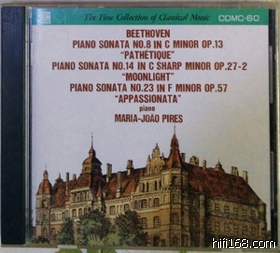 The Fine Collection of Classical Music
CDMC-60
BEETHOVEN
PIANO SONATA NO.8 IN C MINOR OP.13
"PATHÉTIQUE"
PIANO SONATA NO.14 IN C SHARP MINOR OP.27-2
"MOONLIGHT"
PIANO SONATA NO.23 IN F MINOR OP.57
"APPASSIONATA"
piano
MARIA-JOÃO PIRES
hifi168.com